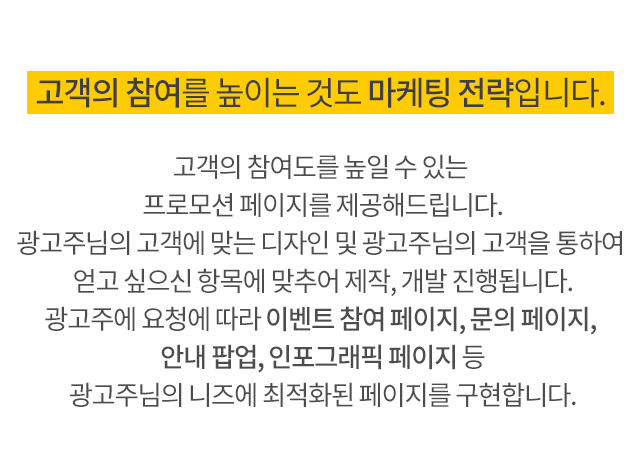 고객의 참여를 높이는 것도 마케팅 전략입니다.
고객의 참여도를 높일 수 있는
프로모션 페이지를 제공해드립니다.
광고주님의 고객에 맞는 디자인 및 광고주님의 고객을 통하여
얻고 싶으신 항목에 맞추어 제작, 개발 진행됩니다.
광고주에 요청에 따라 이벤트 참여 페이지, 문의 페이지,
안내 팝업, 인포그래픽 페이지 등
광고주님의 니즈에 최적화된 페이지를 구현합니다.